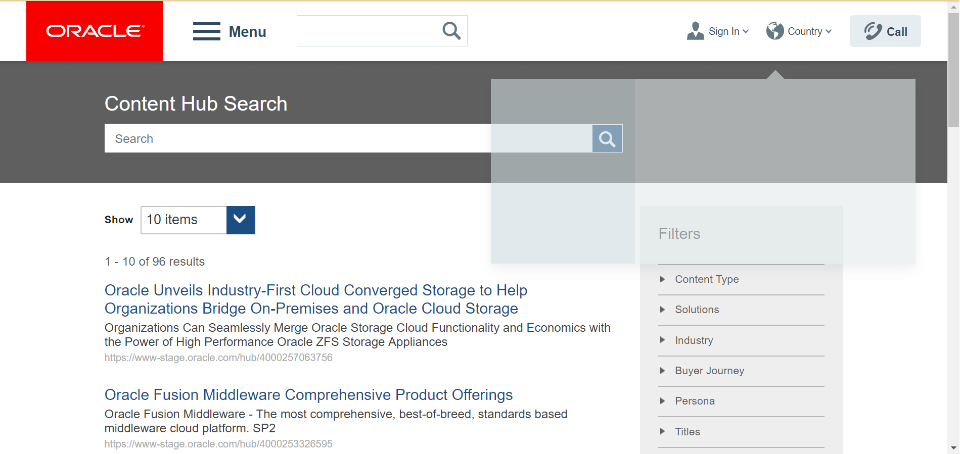 ORACLE®
Menu
Sign In
Country
Call
Content Hub Search
Search
Show
10 items
Filters
1 - 10 of 96 results
Oracle Unveils Industry-First Cloud Converged Storage to Help
Organizations Bridge On-Premises and Oracle Cloud Storage
Organizations Can Seamlessly Merge Oracle Storage Cloud Functionality and Economics with
the Power of High Performance Oracle ZFS Storage Appliances
https://www-stage.oracle.com/hub/4000257063756
Oracle Fusion Middleware Comprehensive Product Offerings
Oracle Fusion Middleware - The most comprehensive, best-of-breed, standards based
middleware cloud platform. SP2
https://www-stage.oracle.com/hub/4000253326595
Content Type
Solutions
Industry
Buyer Journey
Persona
Titles